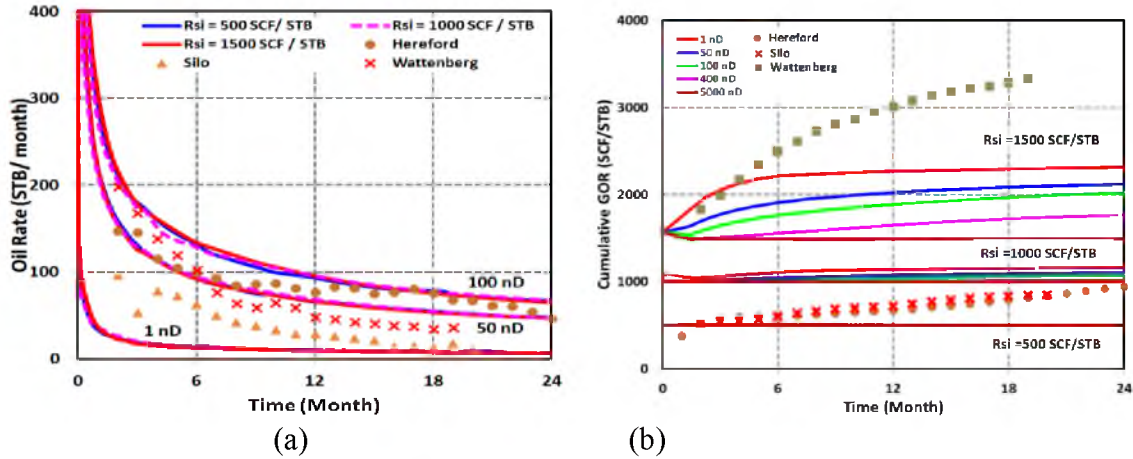 Rsi = 500 SCF/ STB
Rsi = 1000 SCF / STB
Rsi = 1500 SCF / STB
Hereford
Silo
Wattenberg
400
300
200
100
0
Oil Rate (STB/ month)
100 nD
50 nD
1 nD
0
6
12
18
24
Time (Month)
(a)
1 nD
50 nD
100 nD
400 nD
5000 nD
Hereford
Silo
Wattenberg
4000
3000
2000
1000
0
Cumulative GOR (SCF/STB)
Rsi =1500 SCF/STB
Rsi =1000 SCF/STB
Rsi =500 SCF/STB
0
6
12
18
24
Time (Month)
(b)